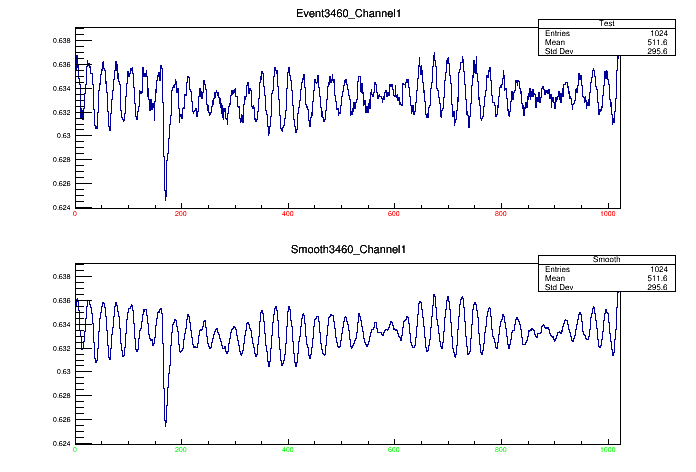 Event3460_Channel1
Test
Entries 1024
Mean 511.6
Std Dev 295.6
0.638
0.636
0.634
0.632
0.63
0.628
0.626
0.624
0 200 400 600 800 1000
Smooth3460_Channel1
Smooth
Entries 1024
Mean 511.6
Std Dev 295.6
0.638
0.636
0.634
0.632
0.63
0.628
0.626
0.624
0 200 400 600 800 1000